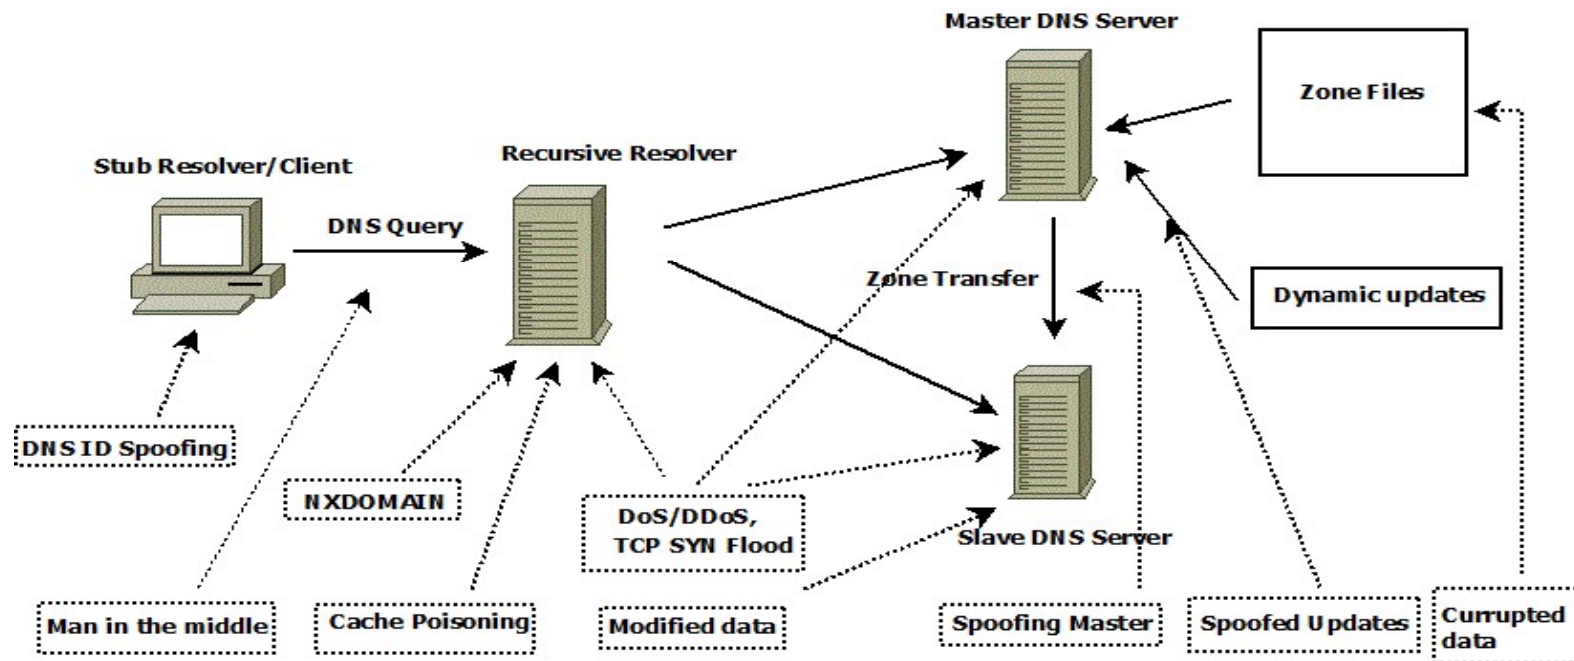 Master DNS Server
Zone Files
Recursive Resolver
Stub Resolver/Client
DNS Query
Zone Transfer
Dynamic updates
DNS ID Spoofing
NXDOMAIN
DoS/DDoS,
TCP SYN Flood
Slave DNS Server
Man in the middle
Cache Poisoning
Modified data
Spoofing Master
Spoofed Updates
Currupted
data